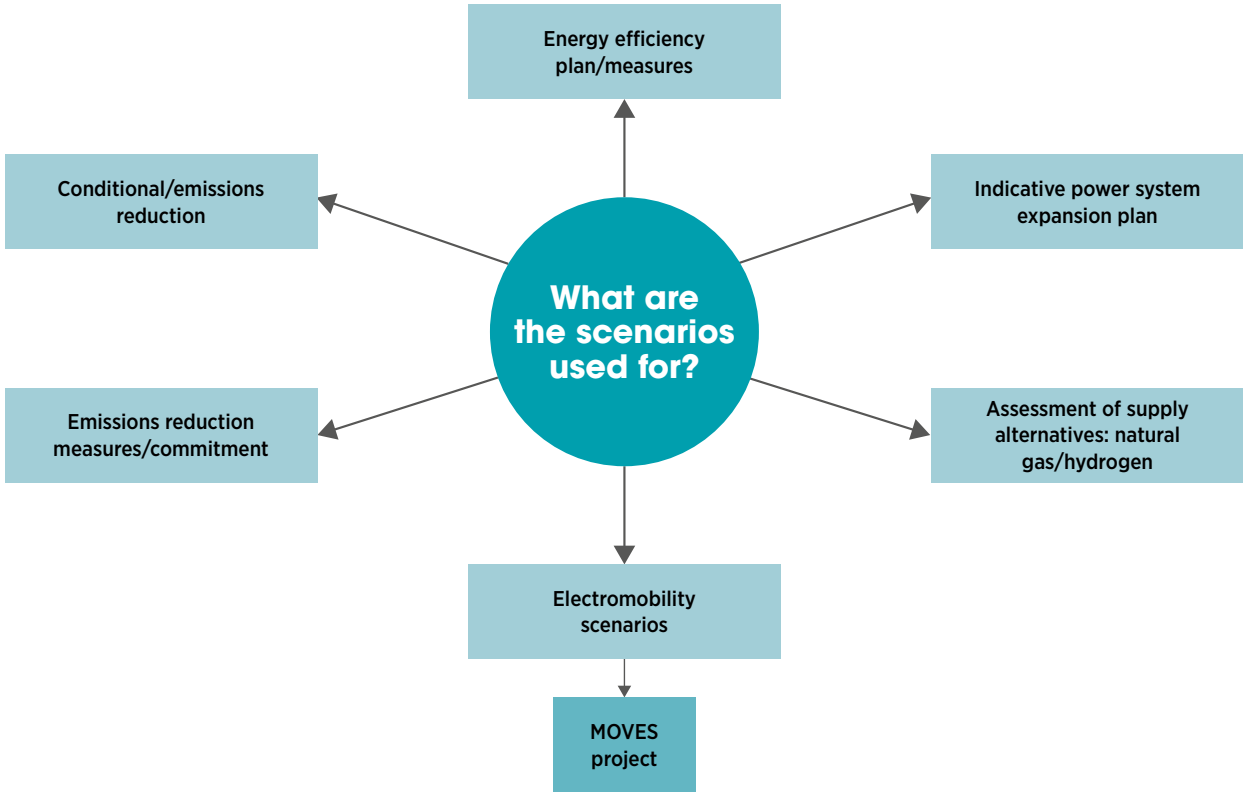 Energy efficiency
plan/measures
Conditional/emissions
reduction
Indicative power system
expansion plan
What are
the scenarios
used for?
Emissions reduction
measures/commitment
Assessment of supply
alternatives: natural
gas/hydrogen
Electromobility
scenarios
MOVES
project